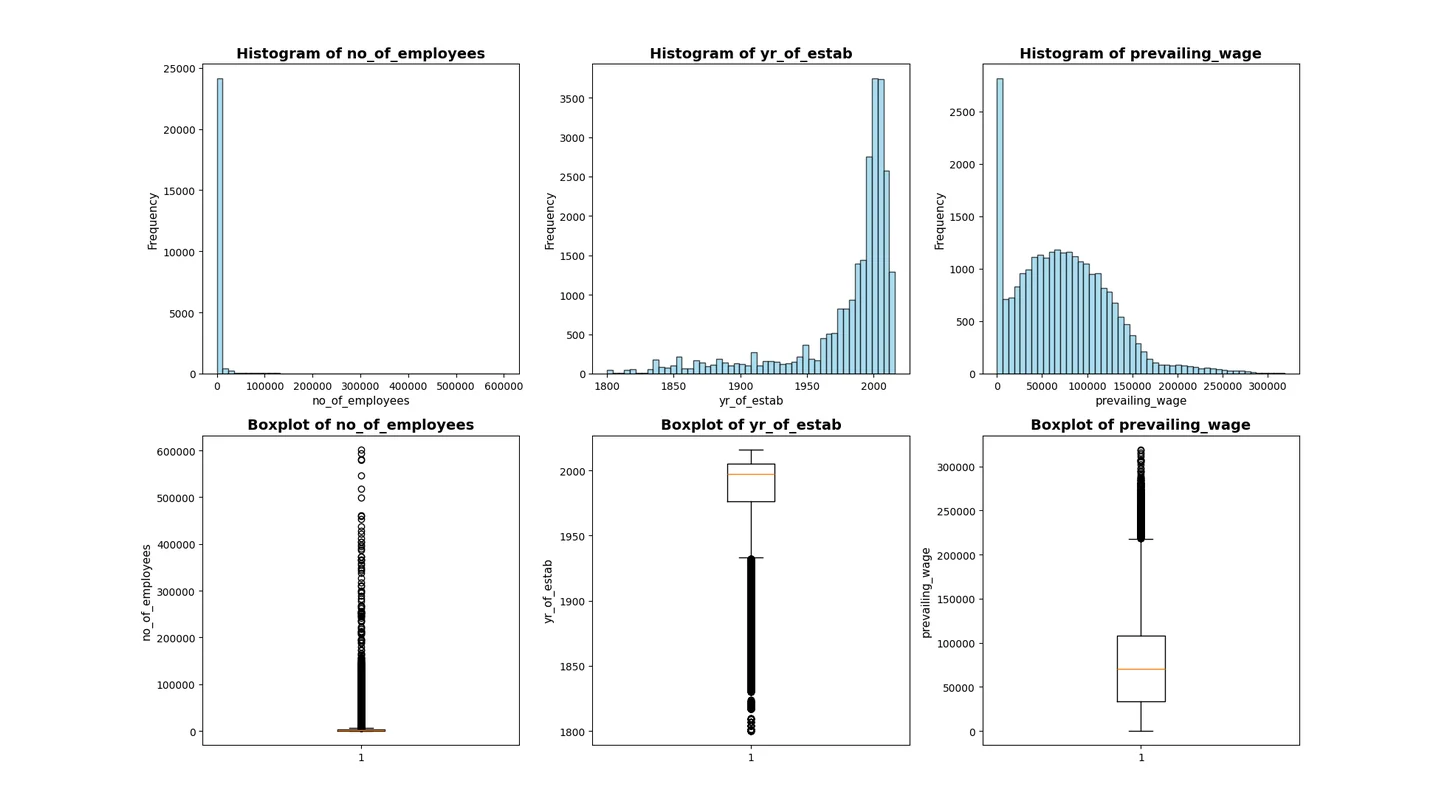 Histogram of no_of_employees
25000
20000
15000
10000
5000
0
Frequency
0 100000 200000 300000 400000 500000 600000
no_of_employees
Histogram of yr_of_estab
3500
3000
2500
2000
1500
1000
500
0
Frequency
1800 1850 1900 1950 2000
yr_of_estab
Histogram of prevailing_wage
2500
2000
1500
1000
500
0
Frequency
0 50000 100000 150000 200000 250000 300000
prevailing_wage
Boxplot of no_of_employees
600000
500000
400000
300000
200000
100000
0
no_of_employees
1
Boxplot of yr_of_estab
2000
1950
1900
1850
1800
yr_of_estab
1
Boxplot of prevailing_wage
300000
250000
200000
150000
100000
50000
0
prevailing_wage
1